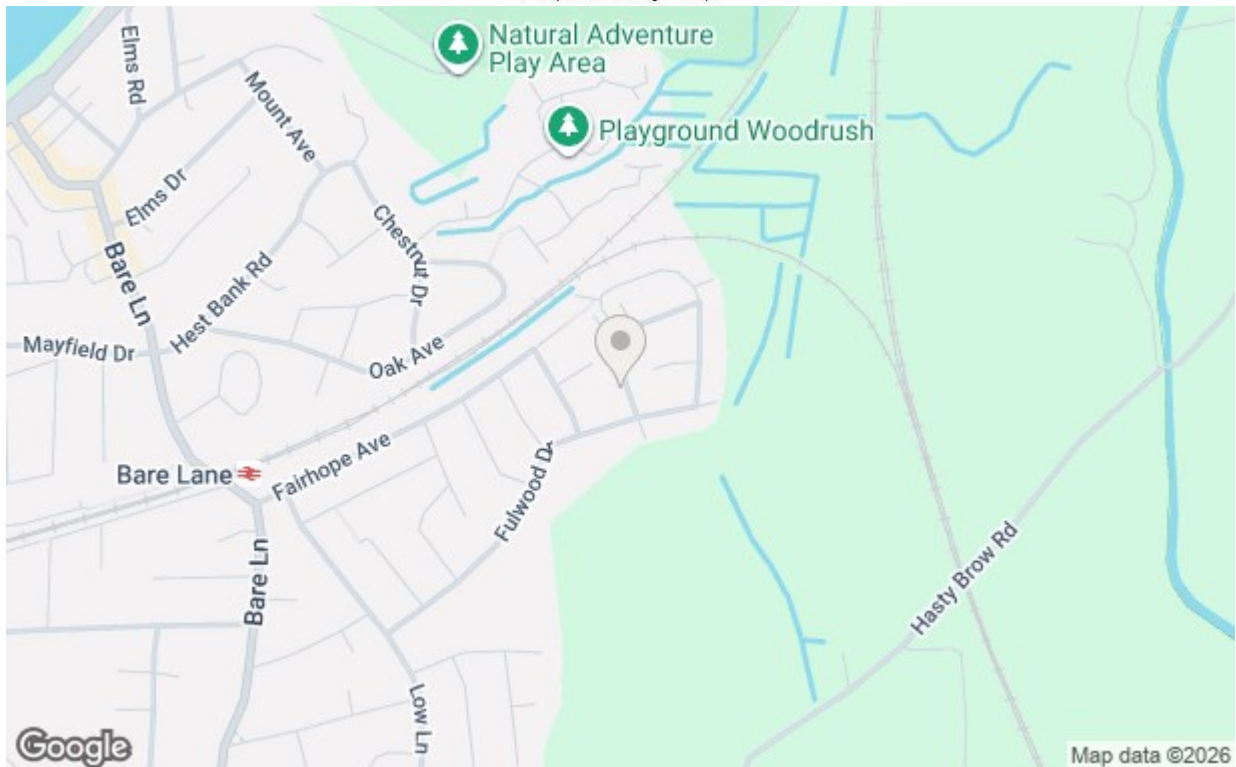 Elms Rd
Natural Adventure
Play Area
Mount Ave
Playground Woodrush
Elms Dr
Chestnut Dr
Bare Ln
Hest Bank Rd
Mayfield Dr
Oak Ave
Bare Lane
Fairhope Ave
Fulwood Dr
Bare Ln
Hasty Brow Rd
Low Ln
Google
Map data ©2026